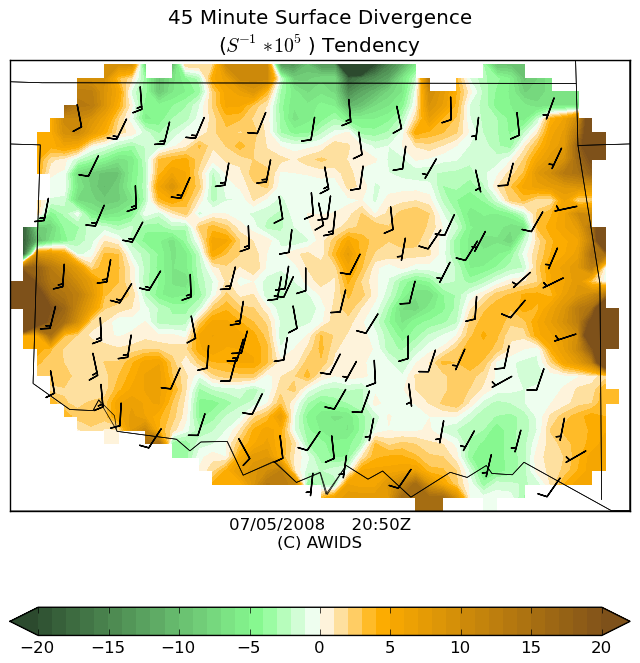 45 Minute Surface Divergence
(S⁻¹ * 10⁵ ) Tendency
07/05/2008 20:50Z
(C) AWIDS
−20 −15 −10 −5 0 5 10 15 20